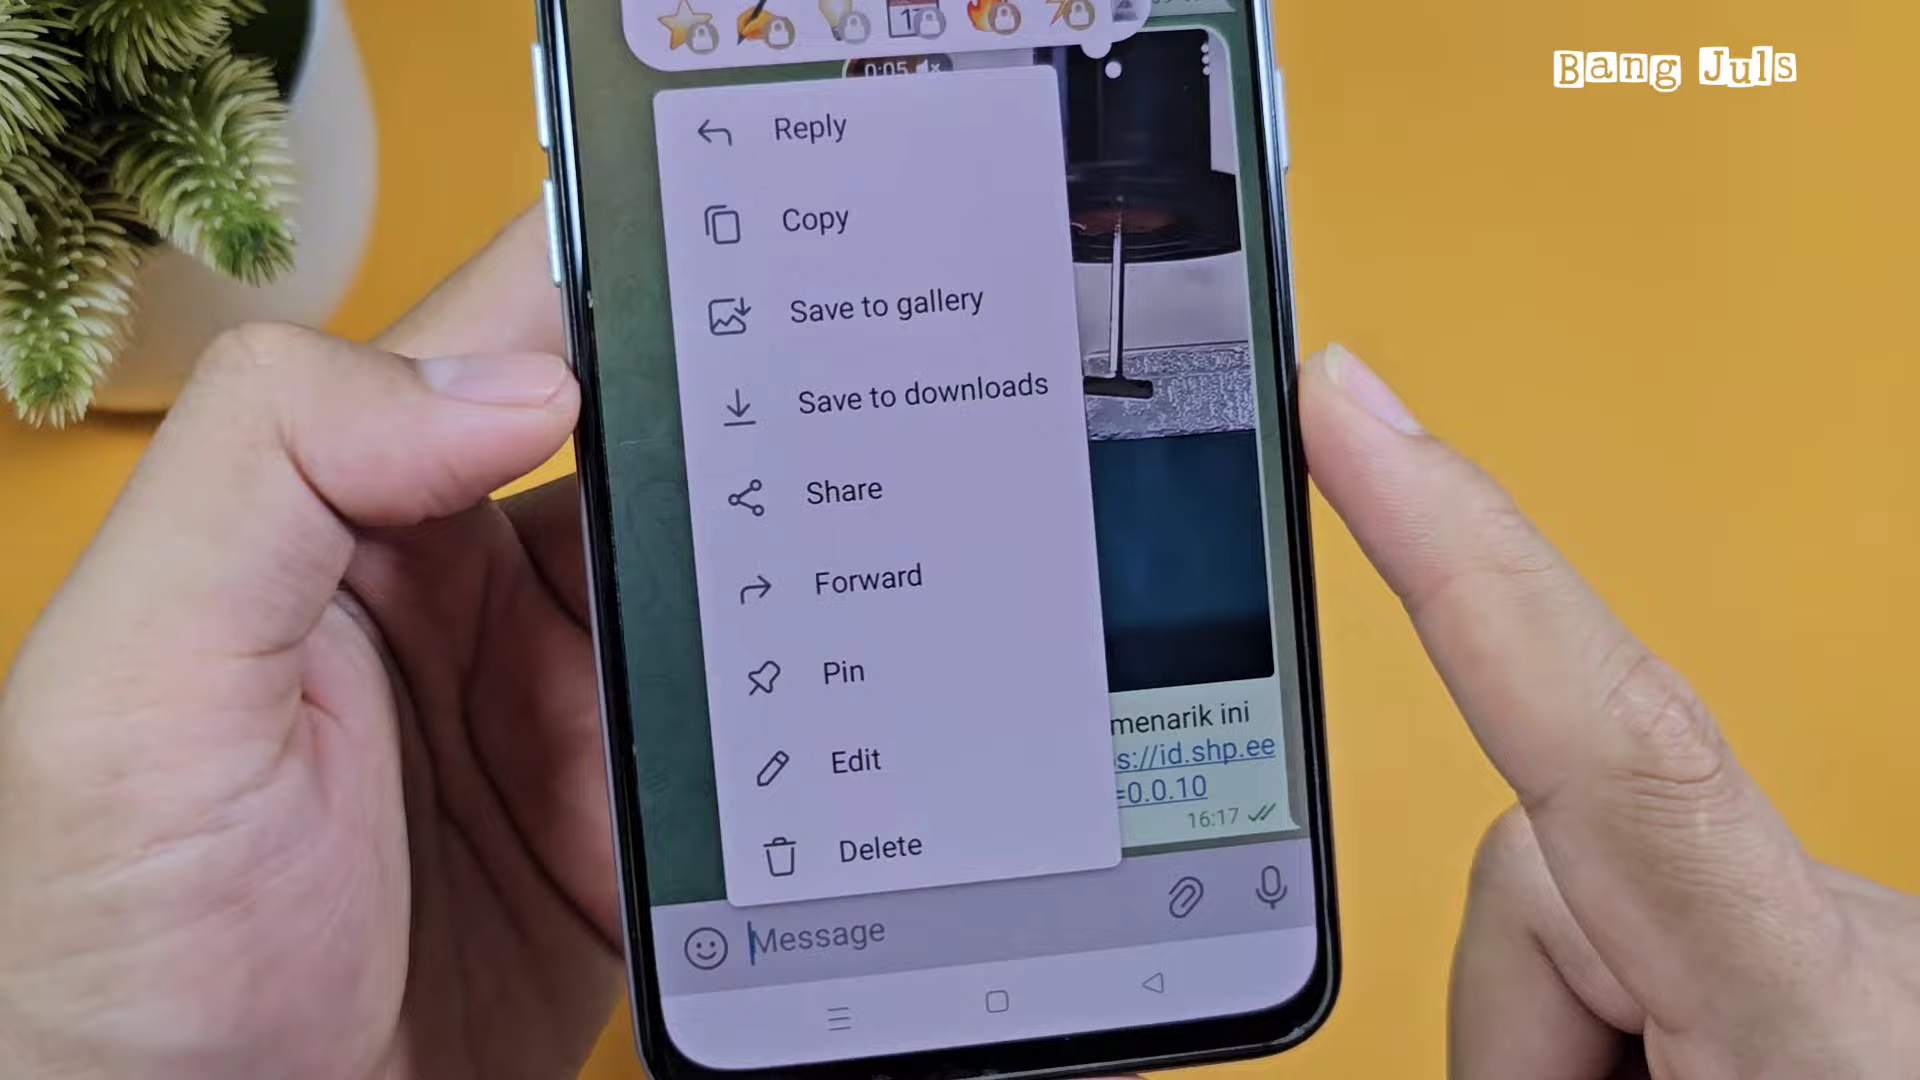 Bang Juls
0:05
Reply
Copy
Save to gallery
Save to downloads
Share
Forward
Pin
Edit
Delete
menarik ini
s://id.shp.ee
=0.0.10
16:17
Message